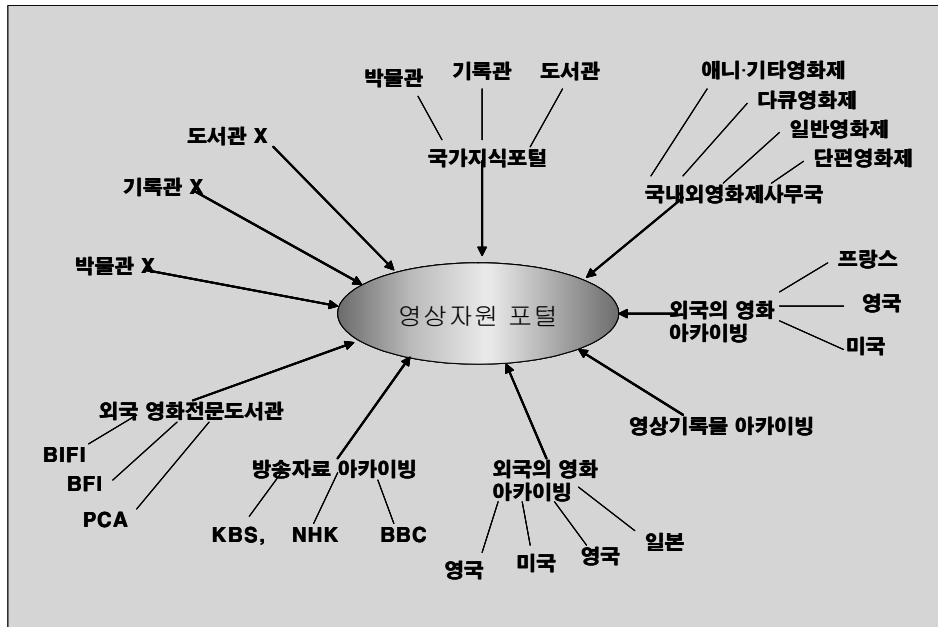 박물관
기록관
도서관
국가지식포털
애니·기타영화제
다큐영화제
일반영화제
단편영화제
국내외영화제사무국
도서관 X
기록관 X
박물관 X
영상자원 포털
프랑스
외국의 영화
아카이빙
영국
미국
외국 영화전문도서관
BIFI
BFI
PCA
방송자료 아카이빙
KBS,
NHK
BBC
외국의 영화
아카이빙
영국
미국
영국
일본
영상기록물 아카이빙